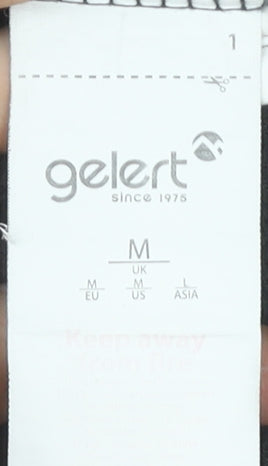 1
gelert
since 1975
M
UK
M M L
EU US ASIA
Keep away
from fire